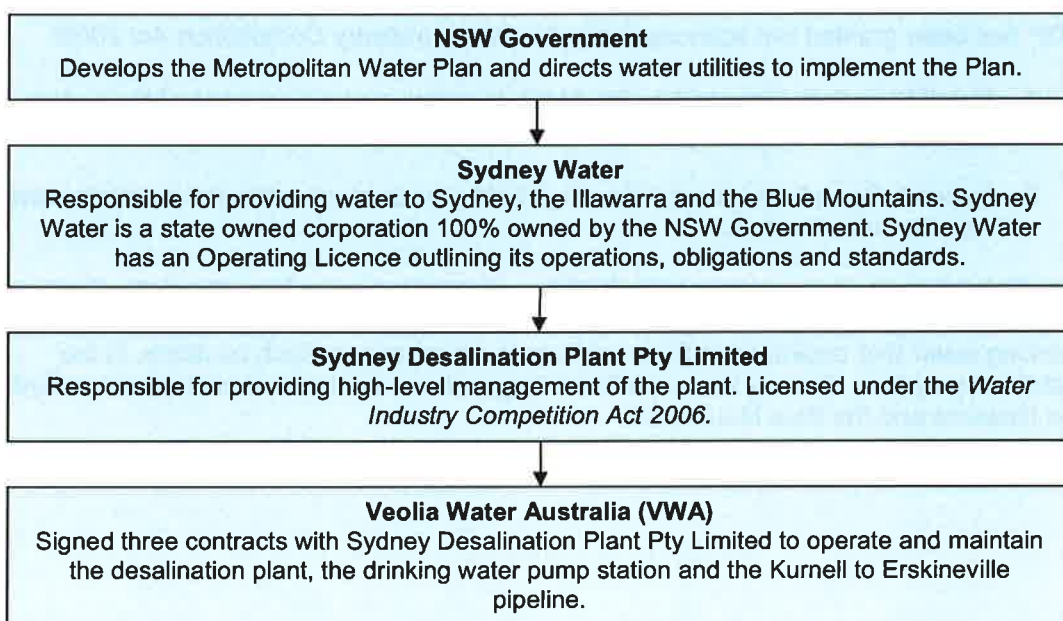 NSW Government
Develops the Metropolitan Water Plan and directs water utilities to implement the Plan.
Sydney Water
Responsible for providing water to Sydney, the Illawarra and the Blue Mountains. Sydney
Water is a state owned corporation 100% owned by the NSW Government. Sydney Water
has an Operating Licence outlining its operations, obligations and standards.
Sydney Desalination Plant Pty Limited
Responsible for providing high-level management of the plant. Licensed under the Water
Industry Competition Act 2006.
Veolia Water Australia (VWA)
Signed three contracts with Sydney Desalination Plant Pty Limited to operate and maintain
the desalination plant, the drinking water pump station and the Kurnell to Erskineville
pipeline.